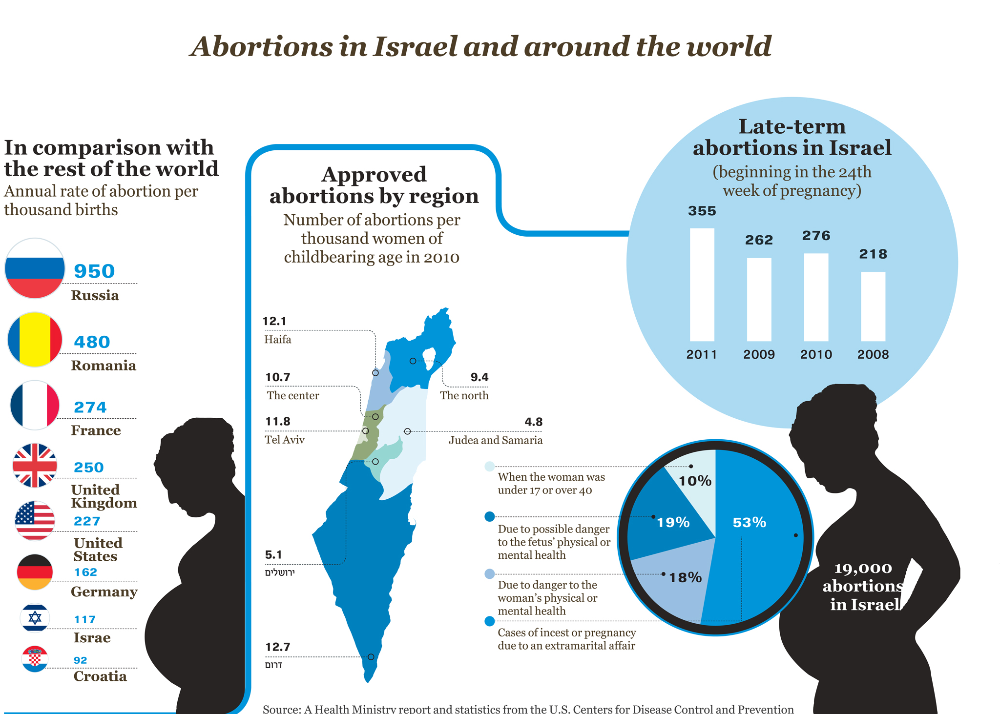 Abortions in Israel and around the world
In comparison with
the rest of the world
Annual rate of abortion per
thousand births
950
Russia
480
Romania
274
France
250
United
Kingdom
227
United
States
162
Germany
117
Israe
92
Croatia
Approved
abortions by region
Number of abortions per
thousand women of
childbearing age in 2010
12.1
Haifa
10.7
The center
11.8
Tel Aviv
9.4
The north
4.8
Judea and Samaria
5.1
ירושלים
12.7
דרום
Late-term
abortions in Israel
(beginning in the 24th
week of pregnancy)
355
262
276
218
2011
2009
2010
2008
When the woman was
under 17 or over 40
Due to possible danger
to the fetus’ physical or
mental health
Due to danger to the
woman’s physical or
mental health
Cases of incest or pregnancy
due to an extramarital affair
10%
19%
53%
18%
19,000
abortions
in Israel
Source: A Health Ministry report and statistics from the U.S. Centers for Disease Control and Prevention